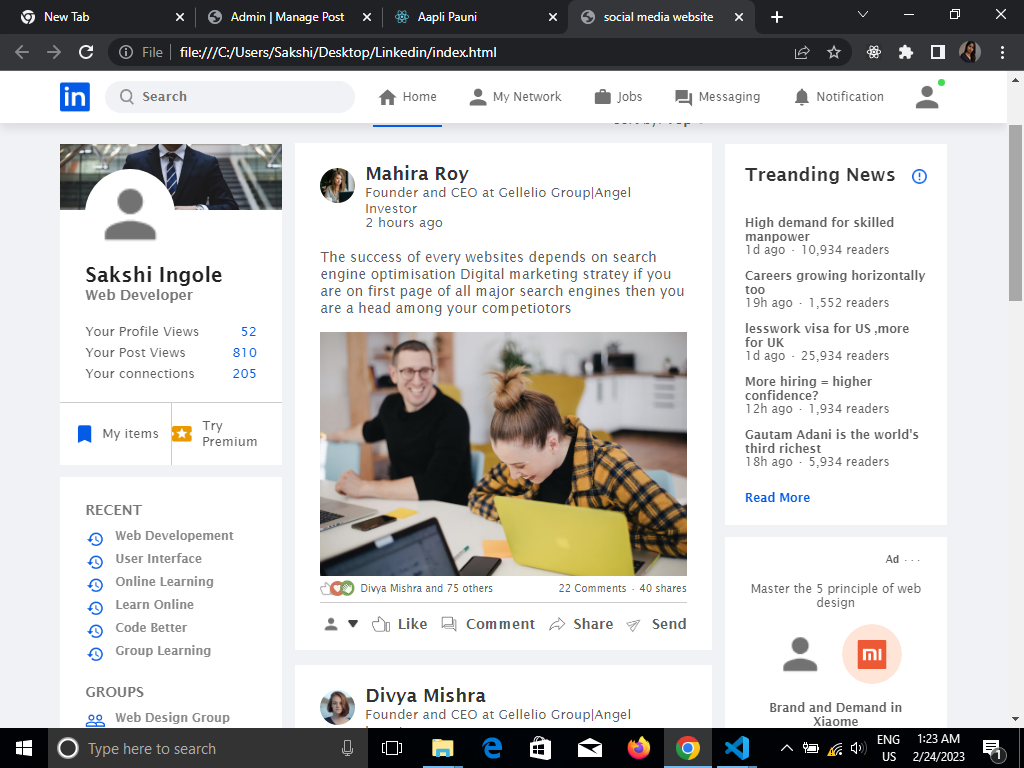 New Tab
Admin | Manage Post
Aapli Pauni
social media website
File
file:///C:/Users/Sakshi/Desktop/Linkedin/index.html
in
Search
Home
My Network
Jobs
Messaging
Notification
Sakshi Ingole
Web Developer
Your Profile Views 52
Your Post Views 810
Your connections 205
My items
Try
Premium
RECENT
Web Developement
User Interface
Online Learning
Learn Online
Code Better
Group Learning
GROUPS
Web Design Group
Mahira Roy
Founder and CEO at Gellelio Group|Angel
Investor
2 hours ago
The success of every websites depends on search
engine optimisation Digital marketing stratey if you
are on first page of all major search engines then you
are a head among your competiotors
Divya Mishra and 75 others
22 Comments · 40 shares
Like
Comment
Share
Send
Divya Mishra
Founder and CEO at Gellelio Group|Angel
Treanding News
High demand for skilled
manpower
1d ago · 10,934 readers
Careers growing horizontally
too
19h ago · 1,552 readers
lesswork visa for US ,more
for UK
1d ago · 25,934 readers
More hiring = higher
confidence?
12h ago · 1,934 readers
Gautam Adani is the world's
third richest
18h ago · 5,934 readers
Read More
Ad · · ·
Master the 5 principle of web
design
mi
Brand and Demand in
Xiaome
Type here to search
ENG
US
1:23 AM
2/24/2023
1